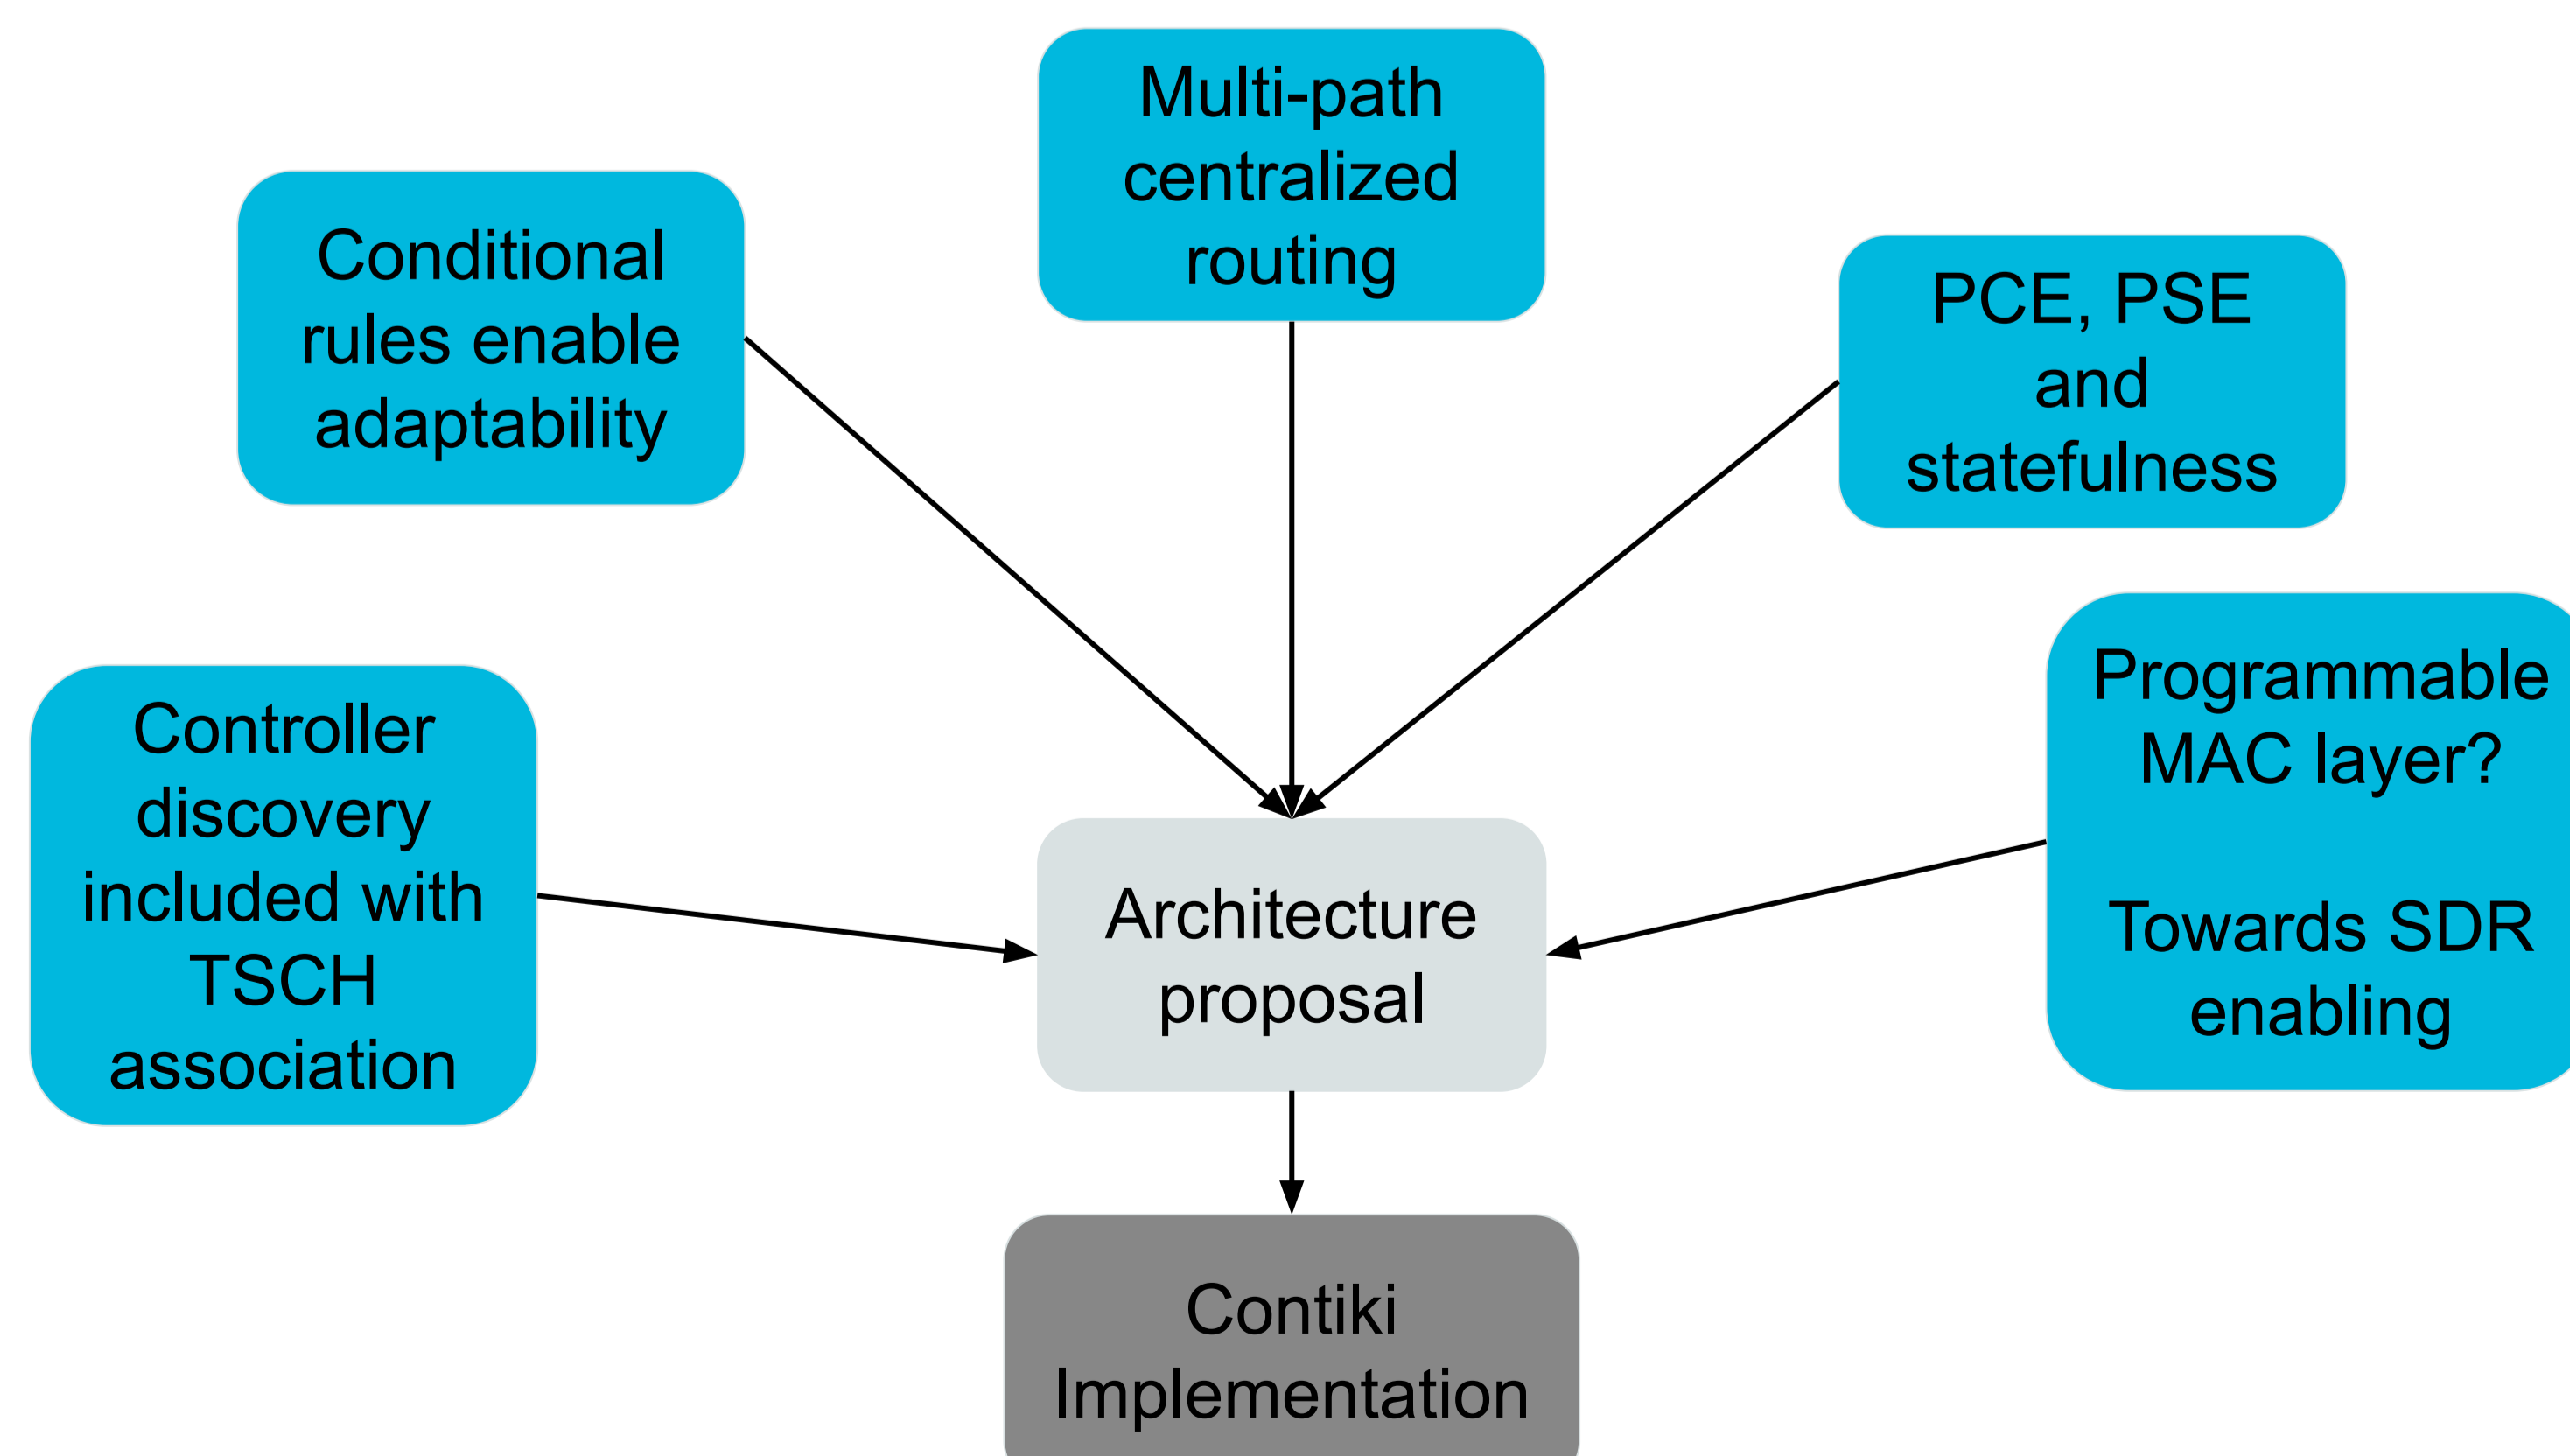 Multi-path
centralized
routing
Conditional
rules enable
adaptability
PCE, PSE
and
statefulness
Controller
discovery
included with
TSCH
association
Programmable
MAC layer?
Towards SDR
enabling
Architecture
proposal
Contiki
Implementation